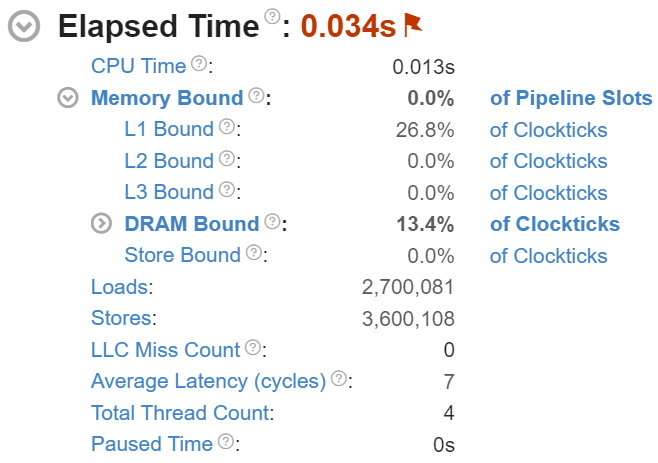 Elapsed Time ?: 0.034s
CPU Time ?: 0.013s
Memory Bound ?: 0.0% of Pipeline Slots
L1 Bound ?: 26.8% of Clockticks
L2 Bound ?: 0.0% of Clockticks
L3 Bound ?: 0.0% of Clockticks
DRAM Bound ?: 13.4% of Clockticks
Store Bound ?: 0.0% of Clockticks
Loads: 2,700,081
Stores: 3,600,108
LLC Miss Count ?: 0
Average Latency (cycles) ?: 7
Total Thread Count: 4
Paused Time ?: 0s